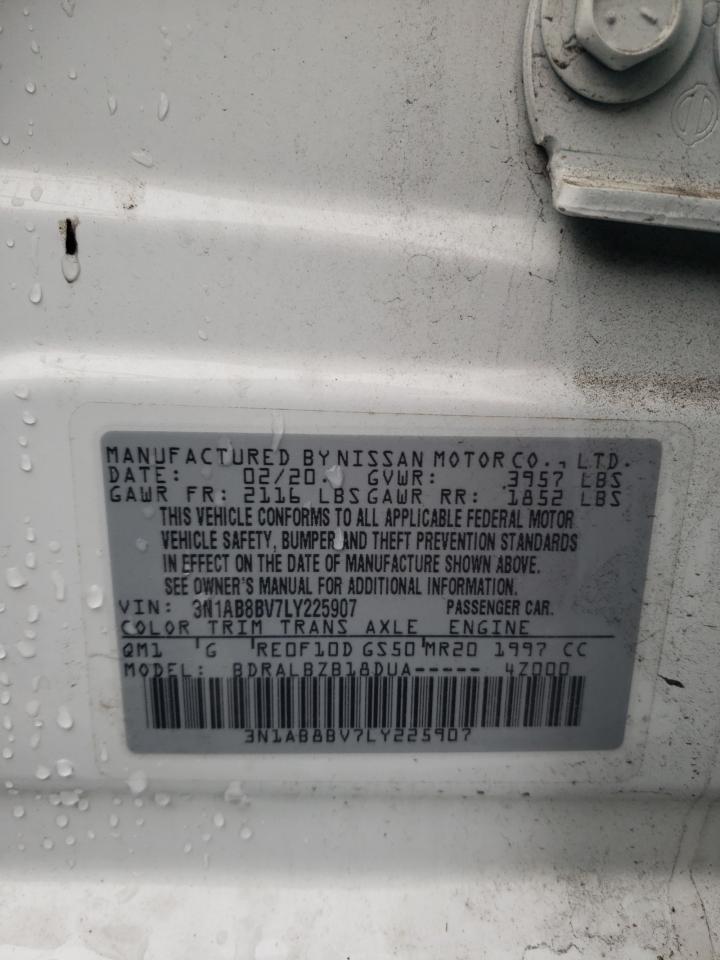 MANUFACTURED BY NISSAN MOTOR CO., LTD.
DATE: 02/20 GVWR: 3957 LBS
GAWR FR: 2116 LBS GAWR RR: 1852 LBS
THIS VEHICLE CONFORMS TO ALL APPLICABLE FEDERAL MOTOR
VEHICLE SAFETY, BUMPER AND THEFT PREVENTION STANDARDS
IN EFFECT ON THE DATE OF MANUFACTURE SHOWN ABOVE.
SEE OWNER'S MANUAL FOR ADDITIONAL INFORMATION.
VIN: 3N1AB8BV7LY225907 PASSENGER CAR.
COLOR TRIM TRANS AXLE ENGINE
QM1 G RE0F10D GS50 MR20 1997 CC
MODEL: BDRALBZB18DUA----- 4Z000
3N1AB8BV7LY225907